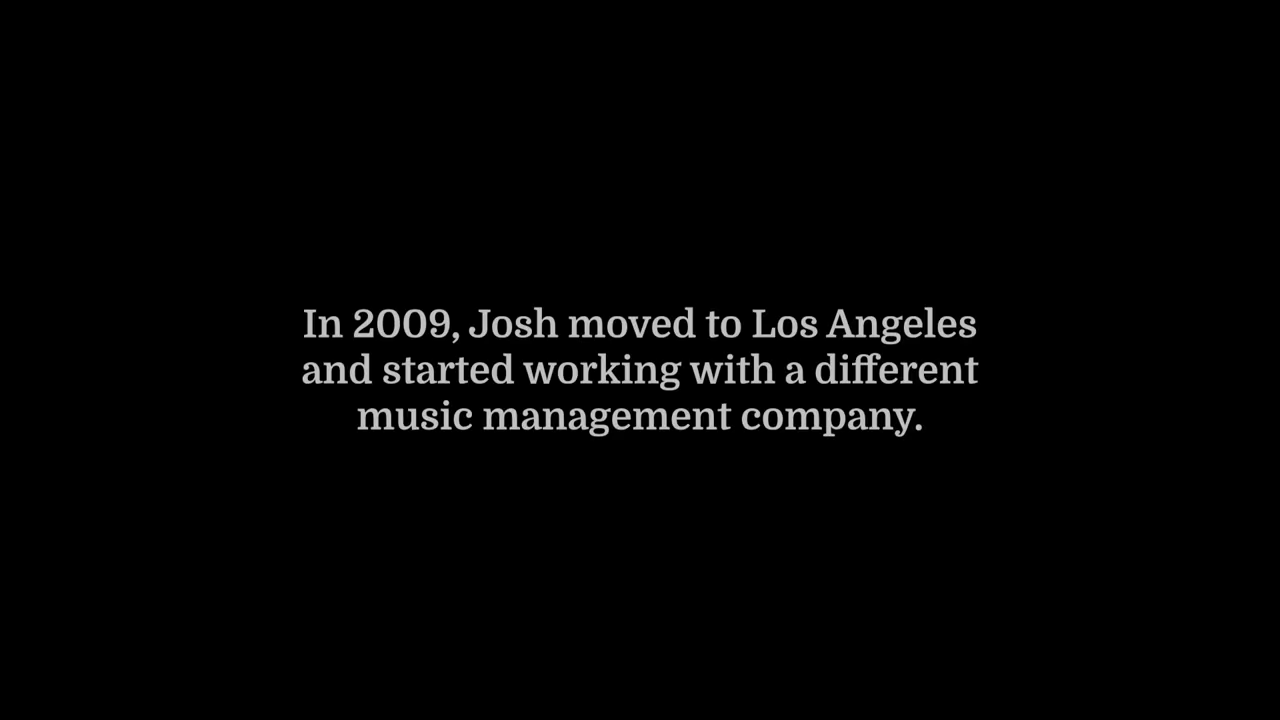 In 2009, Josh moved to Los Angeles
and started working with a different
music management company.